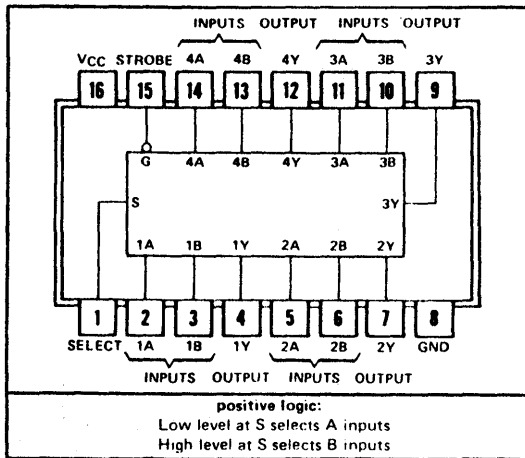 INPUTS OUTPUT INPUTS OUTPUT
VCC STROBE 4A 4B 4Y 3A 3B 3Y
16 15 14 13 12 11 10 9
G 4A 4B 4Y 3A 3B
S 3Y
1A 1B 1Y 2A 2B 2Y
1 2 3 4 5 6 7 8
SELECT 1A 1B 1Y 2A 2B 2Y GND
INPUTS OUTPUT INPUTS OUTPUT
positive logic:
Low level at S selects A inputs
High level at S selects B inputs